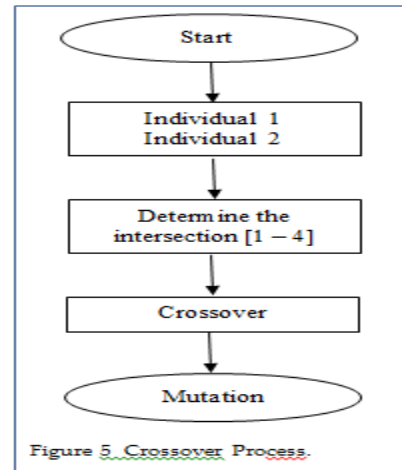 Start
Individual 1
Individual 2
Determine the
intersection [1 – 4]
Crossover
Mutation
Figure 5 Crossover Process.